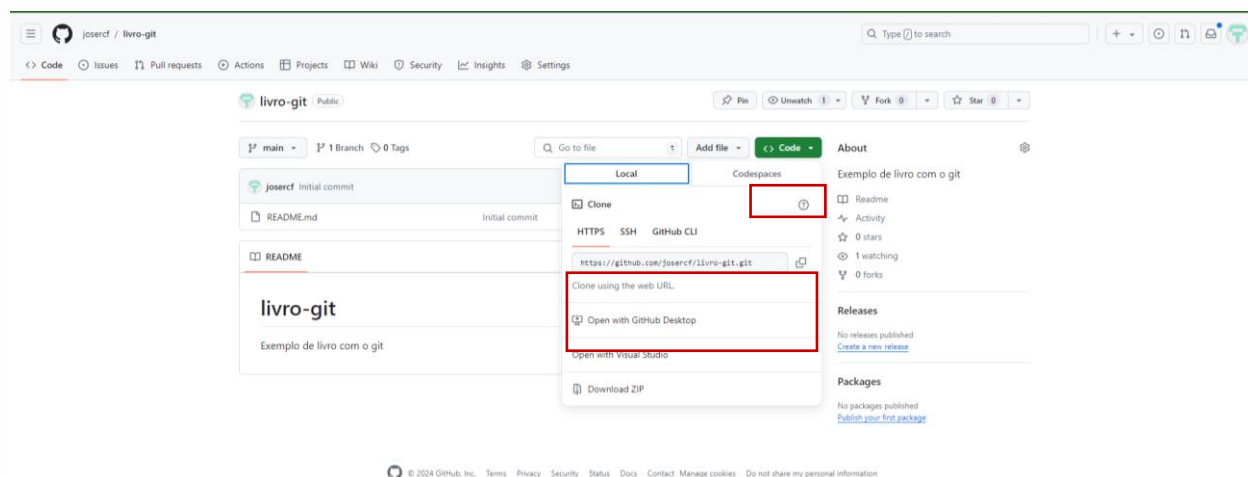 josercf / livro-git
Type / to search
Code Issues Pull requests Actions Projects Wiki Security Insights Settings
livro-git Public
Pin Unwatch 1 Fork 0 Star 0
main 1 Branch 0 Tags
Go to file t
Add file Code
josercf Initial commit
README.md Initial commit
README
livro-git
Exemplo de livro com o git
Local Codespaces
Clone
HTTPS SSH GitHub CLI
https://github.com/josercf/livro-git.git
Clone using the web URL.
Open with GitHub Desktop
Open with Visual Studio
Download ZIP
About
Exemplo de livro com o git
Readme
Activity
0 stars
1 watching
0 forks
Releases
No releases published
Create a new release
Packages
No packages published
Publish your first package
© 2024 GitHub, Inc. Terms Privacy Security Status Docs Contact Manage cookies Do not share my personal information